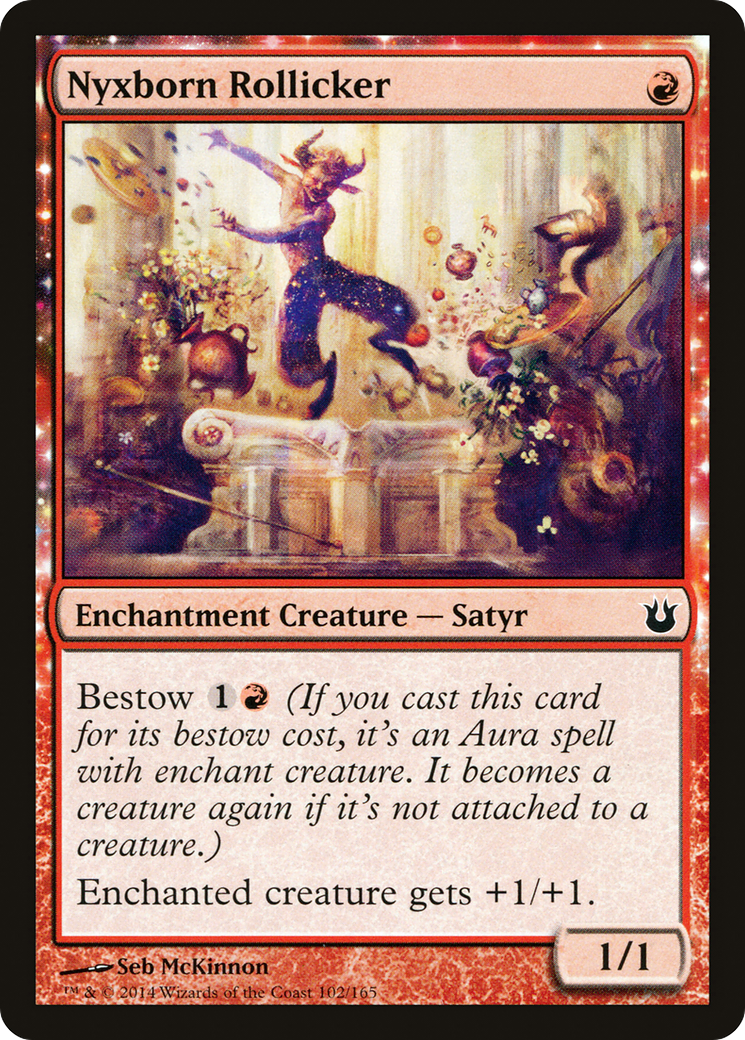 Nyxborn Rollicker
Enchantment Creature — Satyr
Bestow 1 (If you cast this card
for its bestow cost, it's an Aura spell
with enchant creature. It becomes a
creature again if it's not attached to a
creature.)
Enchanted creature gets +1/+1.
1/1
Seb McKinnon
™ & © 2014 Wizards of the Coast 102/165